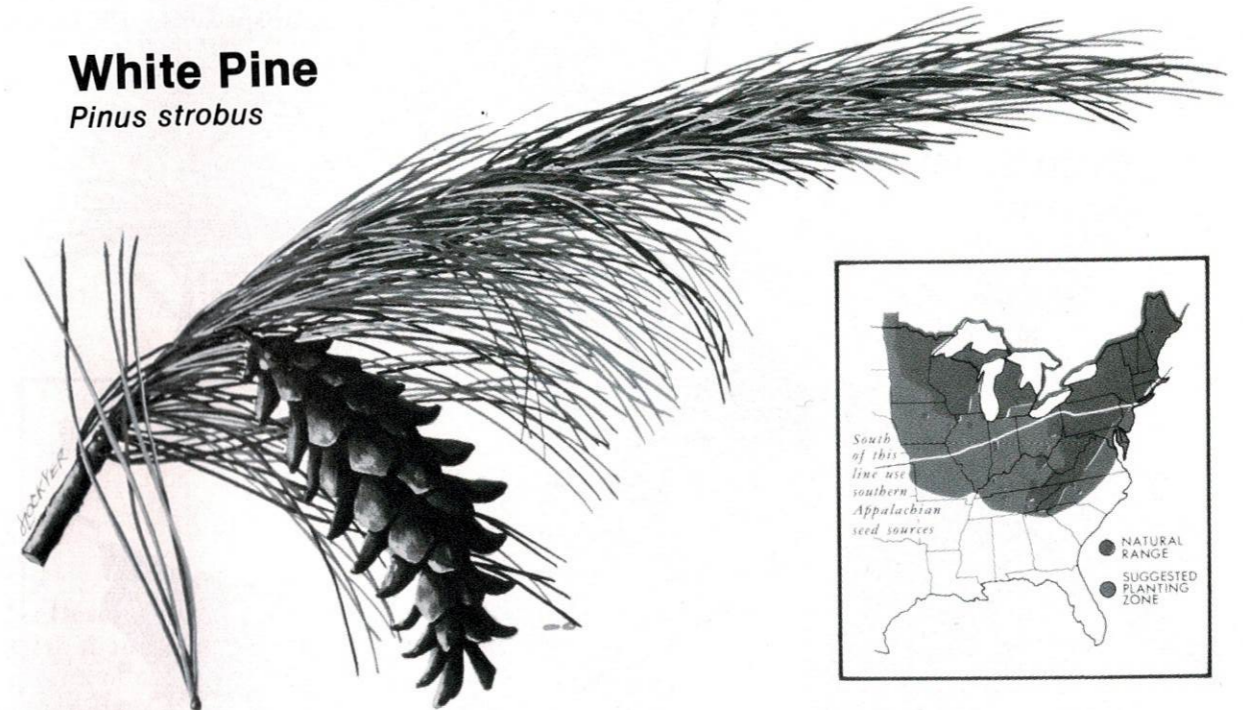 White Pine
Pinus strobus
South
of this
line use
southern
Appalachian
seed sources
NATURAL
RANGE
SUGGESTED
PLANTING
ZONE